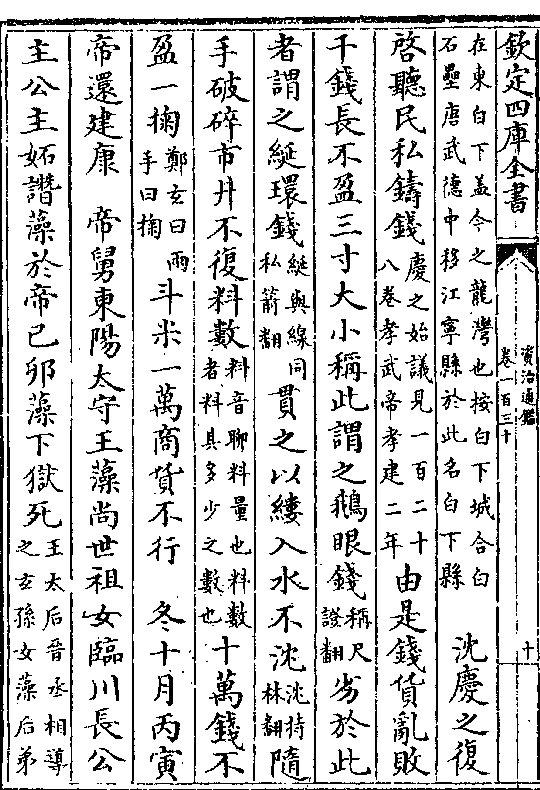 欽定四庫全書
資治通鑑
卷一百三十
十
在東白下蓋今之龍灣也按白下城合白
石壘唐武德中移江寧縣於此名白下縣
沈慶之復
啓聽民私鑄錢
慶之始議見一百二十
八卷孝武帝孝建二年
由是錢貨亂敗
千錢長不盈三寸大小稱此謂之鵝眼錢
稱尺
證翻
劣於此
者謂之綖環錢
綖與線同
私箭翻
貫之以縷入水不沈
沈持
林翻
隨
手破碎市井不復料數
料音聊料量也料數
者料其多少之數也
十萬錢不
盈一掬
鄭玄曰兩
手曰掬
斗米一萬商貨不行 冬十月丙寅
帝還建康 帝舅東陽太守王藻尚世祖女臨川長公
主公主妬譖藻於帝己卯藻下獄死
王太后晉丞相導
之玄孫女藻后弟